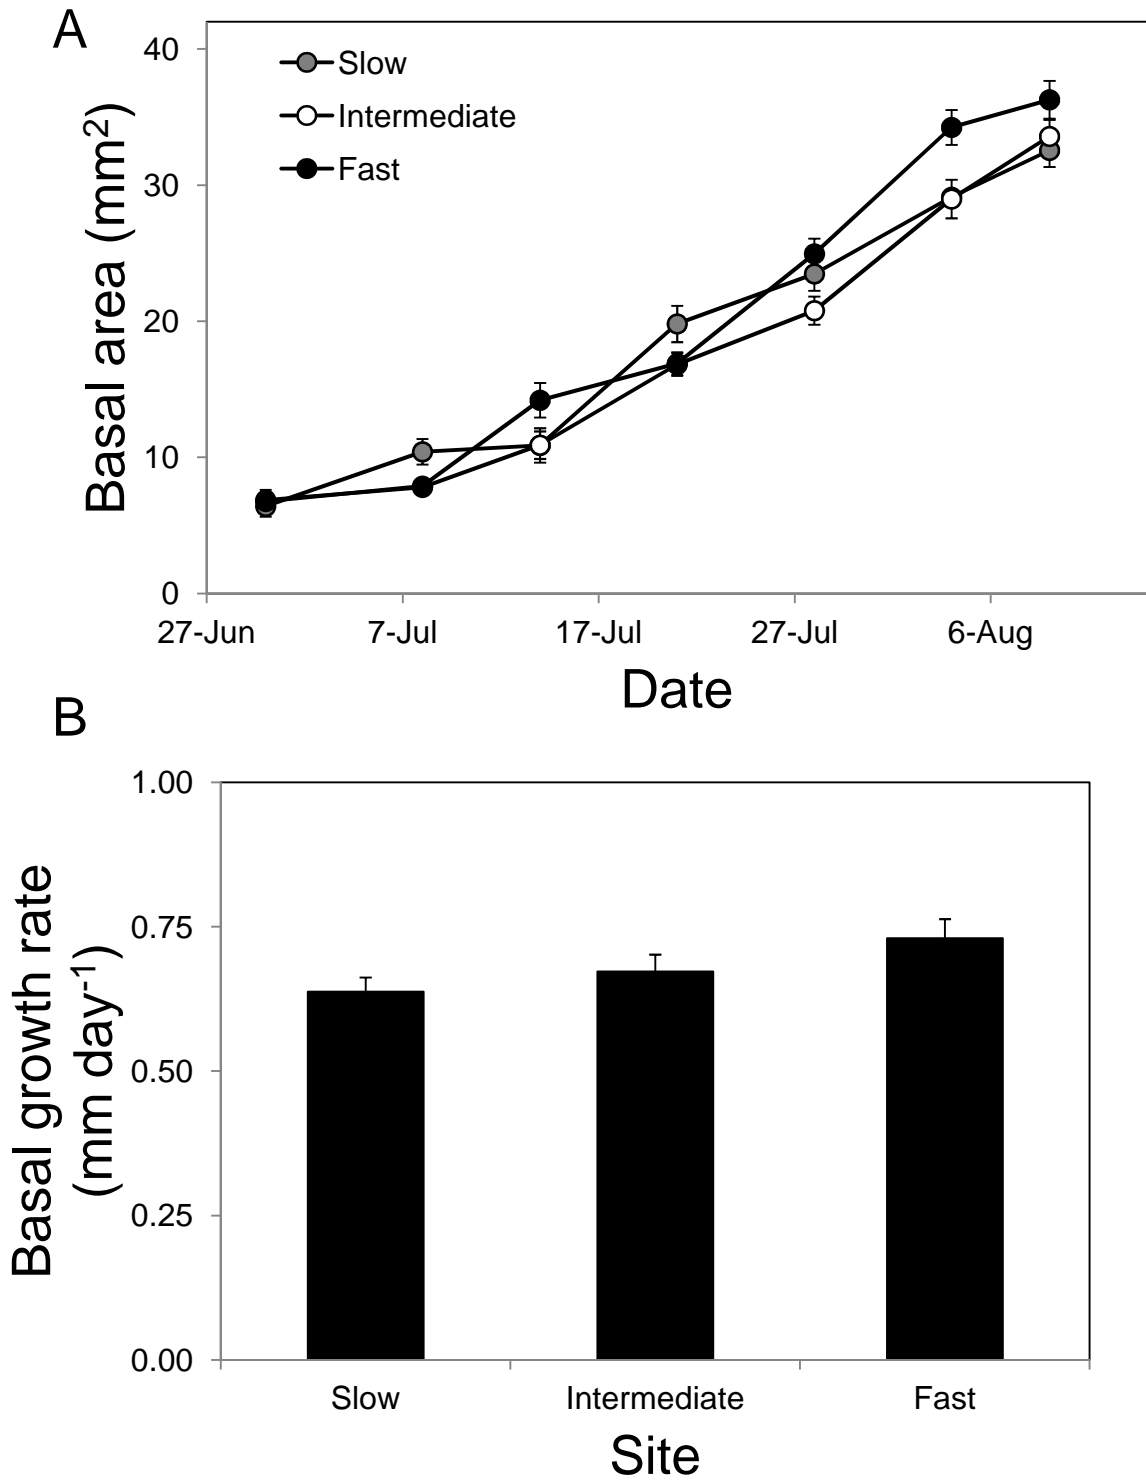 A
40
30
20
10
0
Basal area (mm²)
Slow
Intermediate
Fast
27-Jun 7-Jul 17-Jul 27-Jul 6-Aug
Date
B
1.00
0.75
0.50
0.25
0.00
Basal growth rate
(mm day⁻¹)
Slow Intermediate Fast
Site